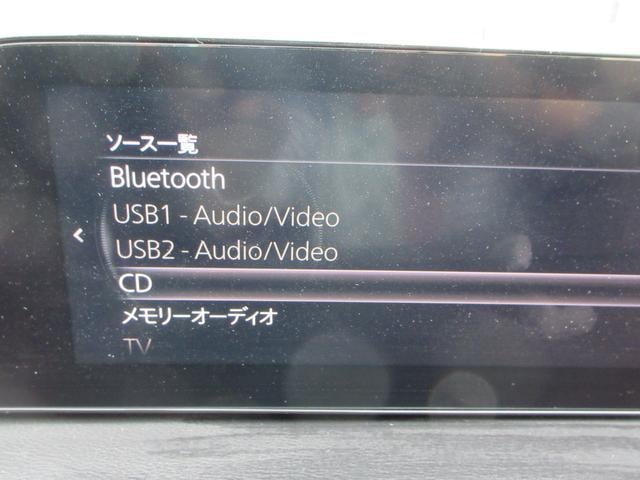 ソース一覧
Bluetooth
USB1 - Audio/Video
USB2 - Audio/Video
CD
メモリーオーディオ
TV